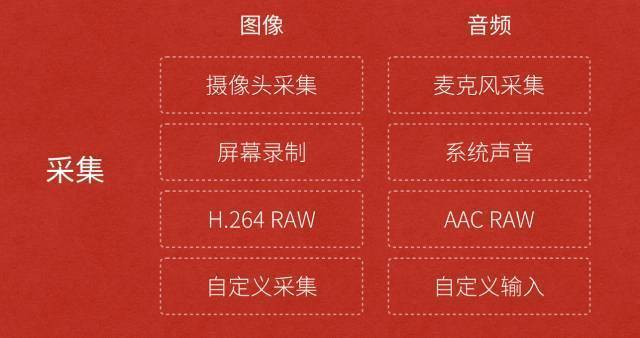 图像 音频
摄像头采集 麦克风采集
屏幕录制 系统声音
采集
H.264 RAW AAC RAW
自定义采集 自定义输入